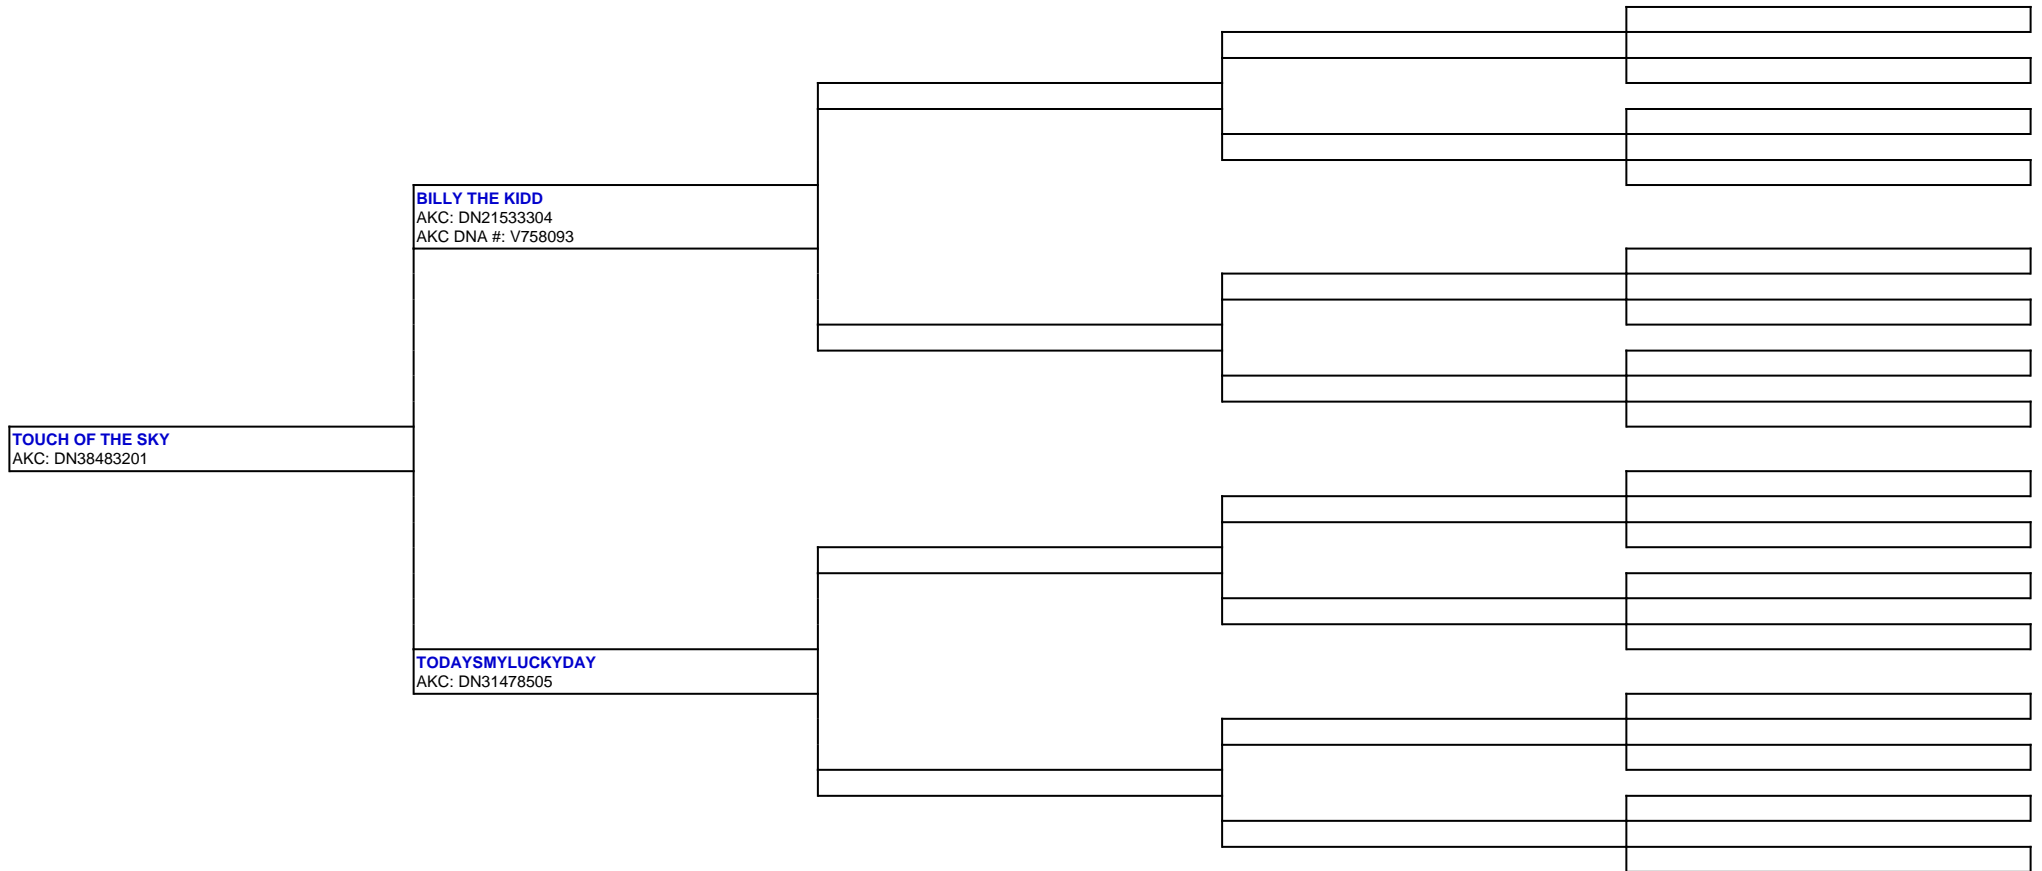 BILLY THE KIDD
AKC: DN21533304
AKC DNA #: V758093
TOUCH OF THE SKY
AKC: DN38483201
TODAYSMYLUCKYDAY
AKC: DN31478505